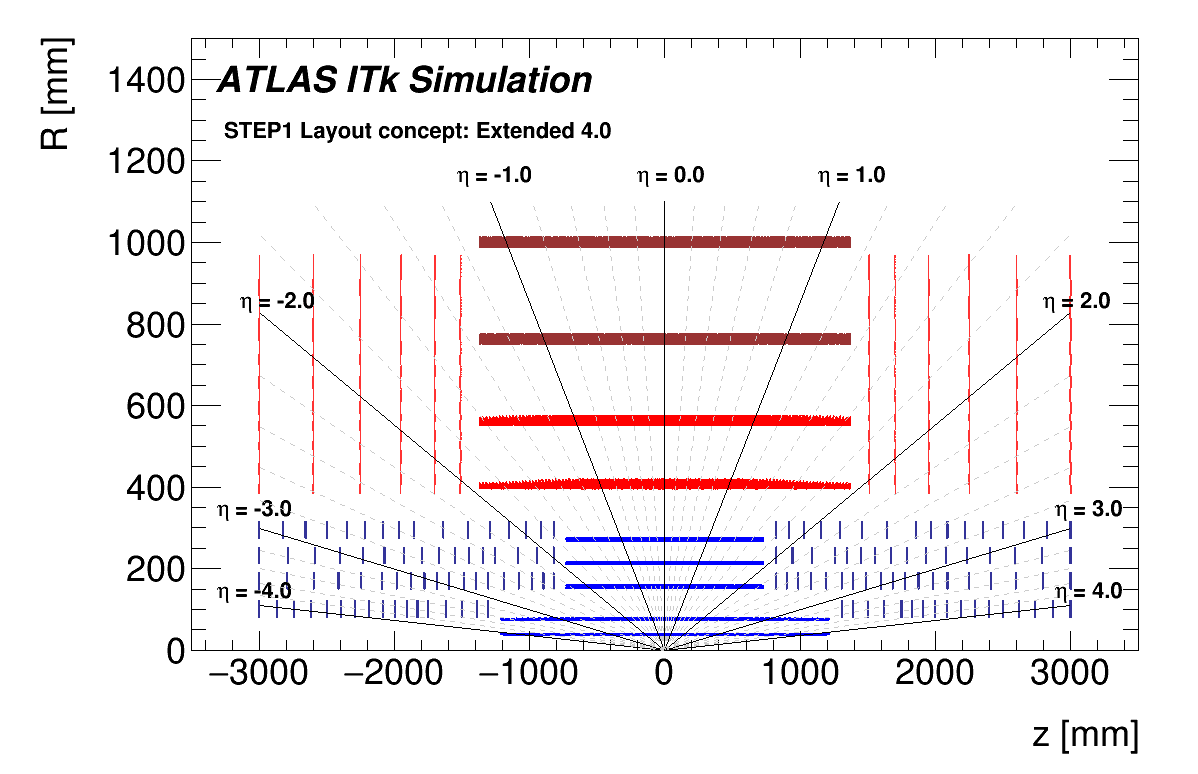 R [mm]
1400
ATLAS ITk Simulation
STEP1 Layout concept: Extended 4.0
1200
η = -1.0 η = 0.0 η = 1.0
1000
η = -2.0 η = 2.0
800
600
400
η = -3.0 η = 3.0
200
η = -4.0 η = 4.0
0
−3000 −2000 −1000 0 1000 2000 3000
z [mm]